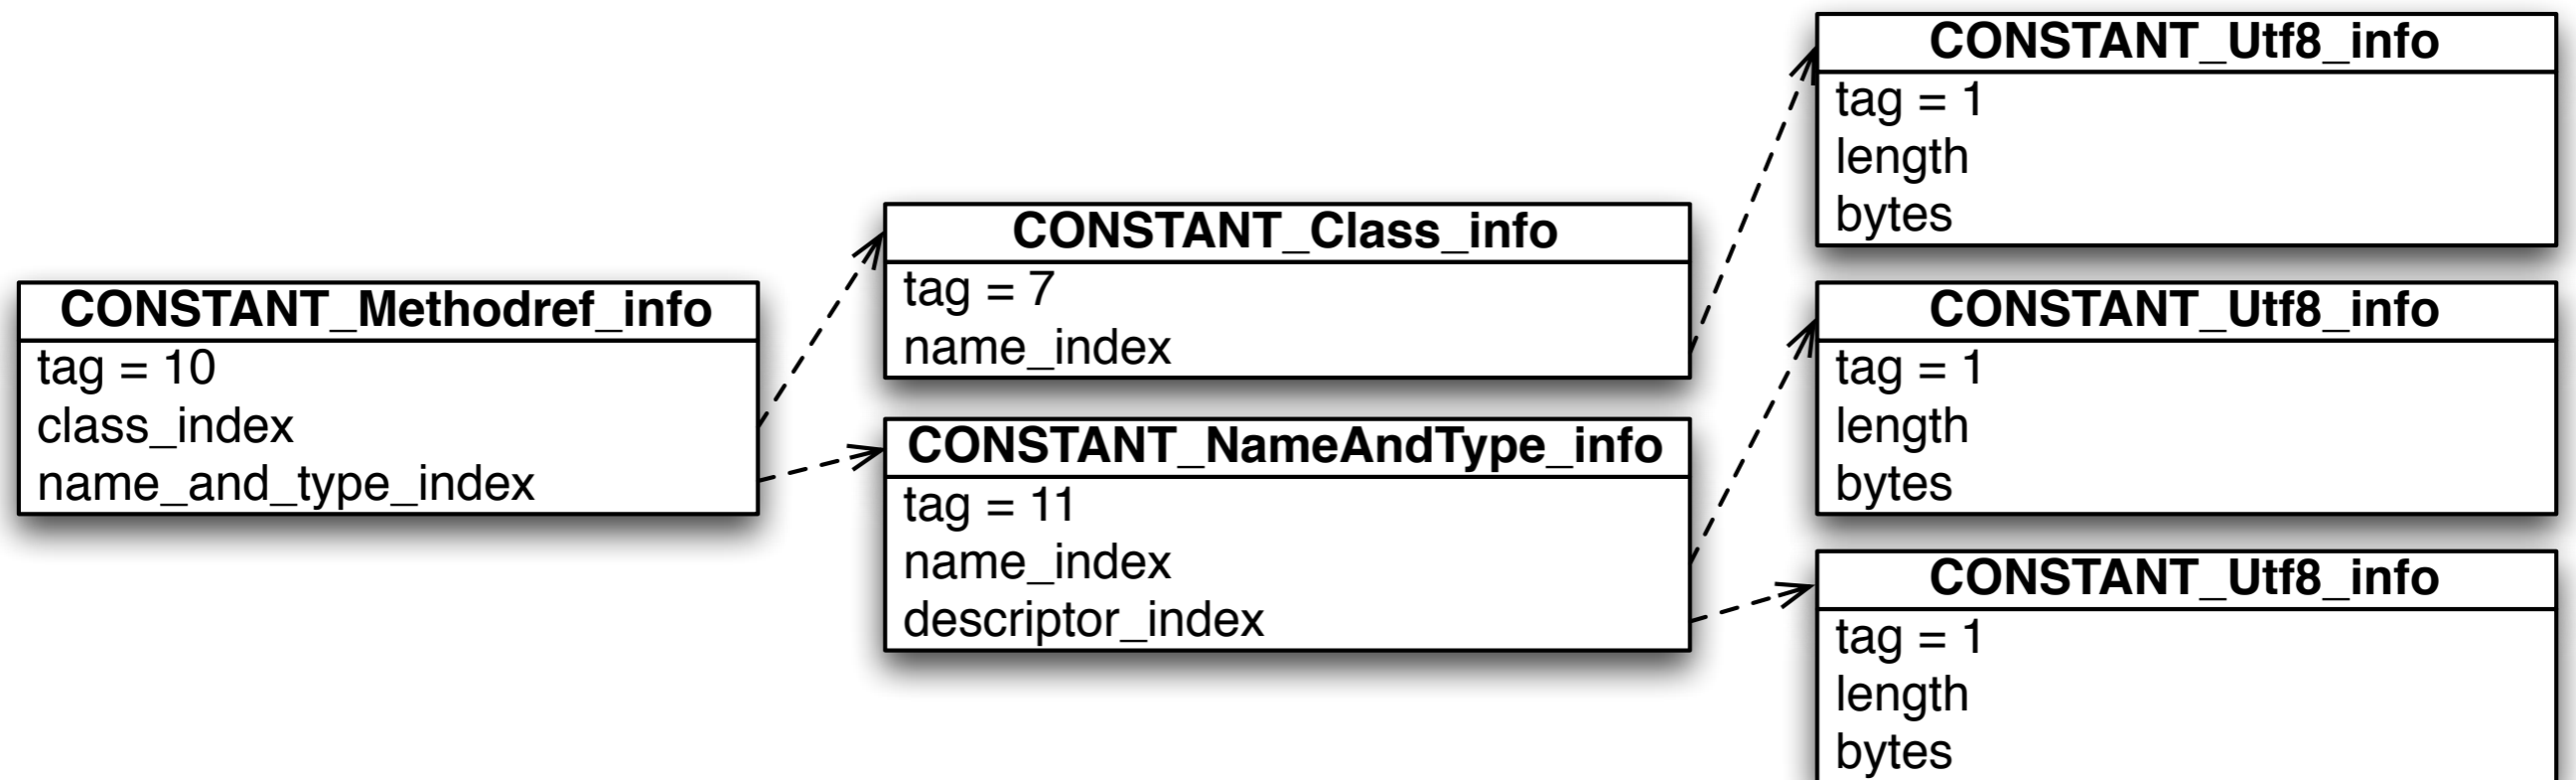 CONSTANT_Methodref_info
tag = 10
class_index
name_and_type_index
CONSTANT_Class_info
tag = 7
name_index
CONSTANT_NameAndType_info
tag = 11
name_index
descriptor_index
CONSTANT_Utf8_info
tag = 1
length
bytes
CONSTANT_Utf8_info
tag = 1
length
bytes
CONSTANT_Utf8_info
tag = 1
length
bytes